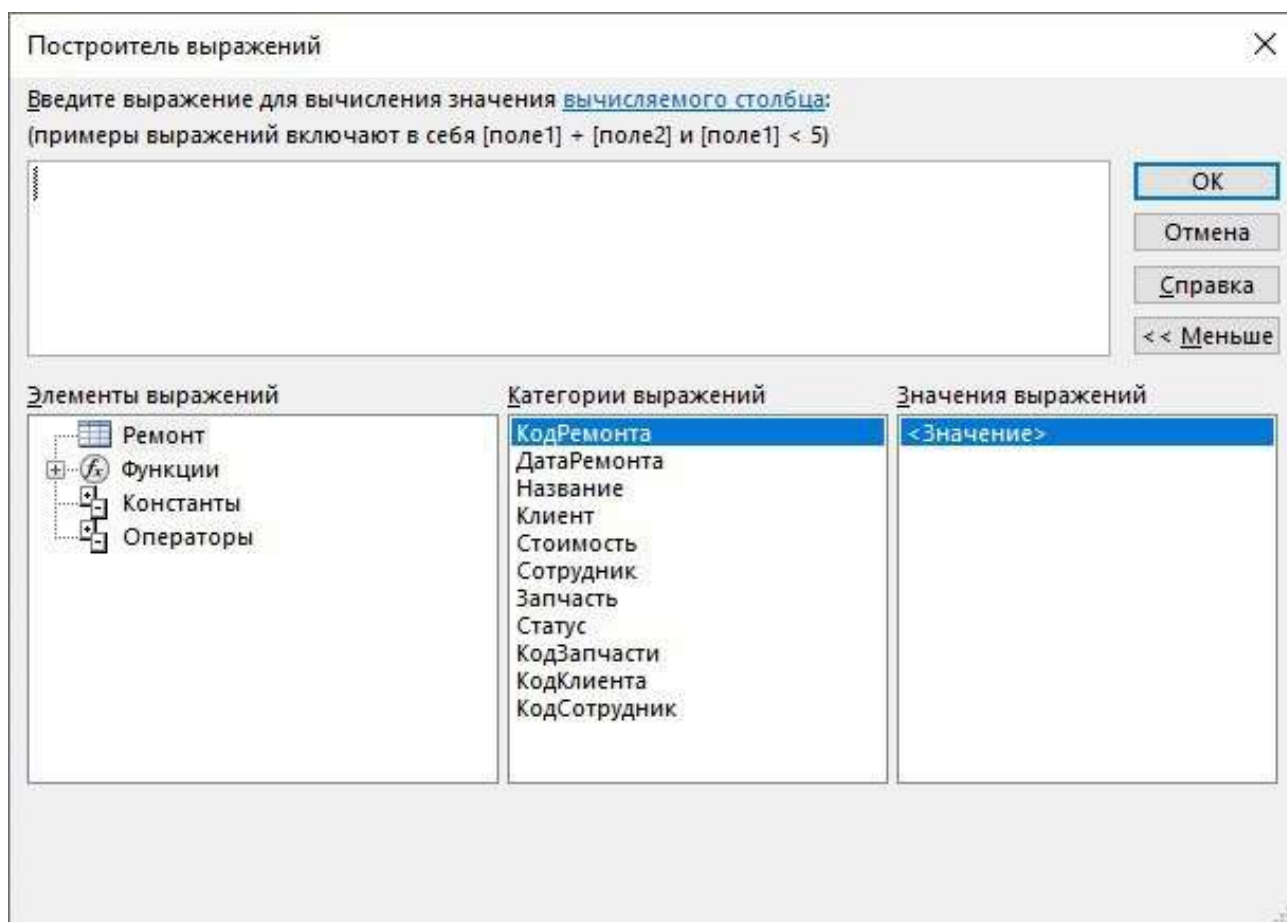 Построитель выражений
Введите выражение для вычисления значения вычисляемого столбца:
(примеры выражений включают в себя [поле1] + [поле2] и [поле1] < 5)
ОК
Отмена
Справка
<< Меньше
Элементы выражений
Ремонт
Функции
Константы
Операторы
Категории выражений
КодРемонта
ДатаРемонта
Название
Клиент
Стоимость
Сотрудник
Запчасть
Статус
КодЗапчасти
КодКлиента
КодСотрудник
Значения выражений
<Значение>